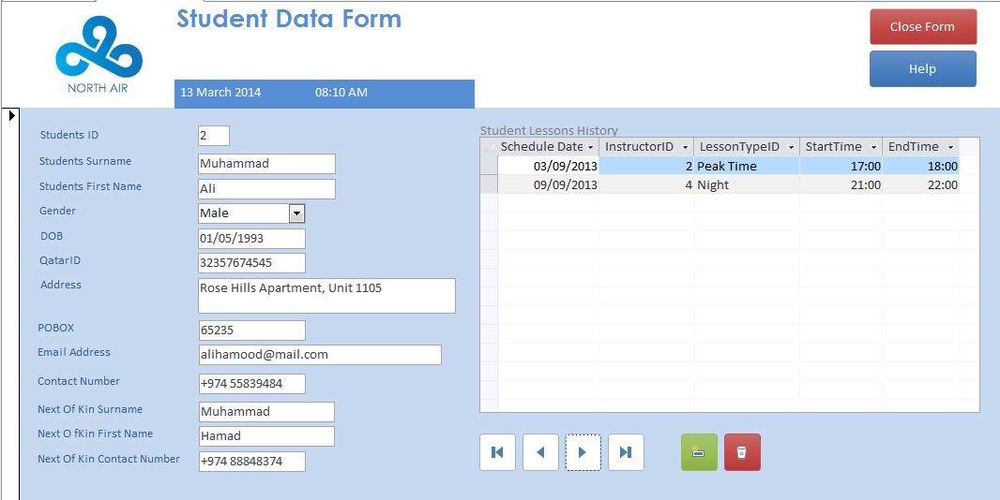 Student Data Form
Close Form
Help
NORTH AIR
13 March 2014 08:10 AM
Students ID 2
Students Surname Muhammad
Students First Name Ali
Gender Male
DOB 01/05/1993
QatarID 32357674545
Address Rose Hills Apartment, Unit 1105
POBOX 65235
Email Address alihamood@mail.com
Contact Number +974 55839484
Next Of Kin Surname Muhammad
Next O fKin First Name Hamad
Next Of Kin Contact Number +974 88848374
Student Lessons History
Schedule Date InstructorID LessonTypeID StartTime EndTime
03/09/2013 2 Peak Time 17:00 18:00
09/09/2013 4 Night 21:00 22:00